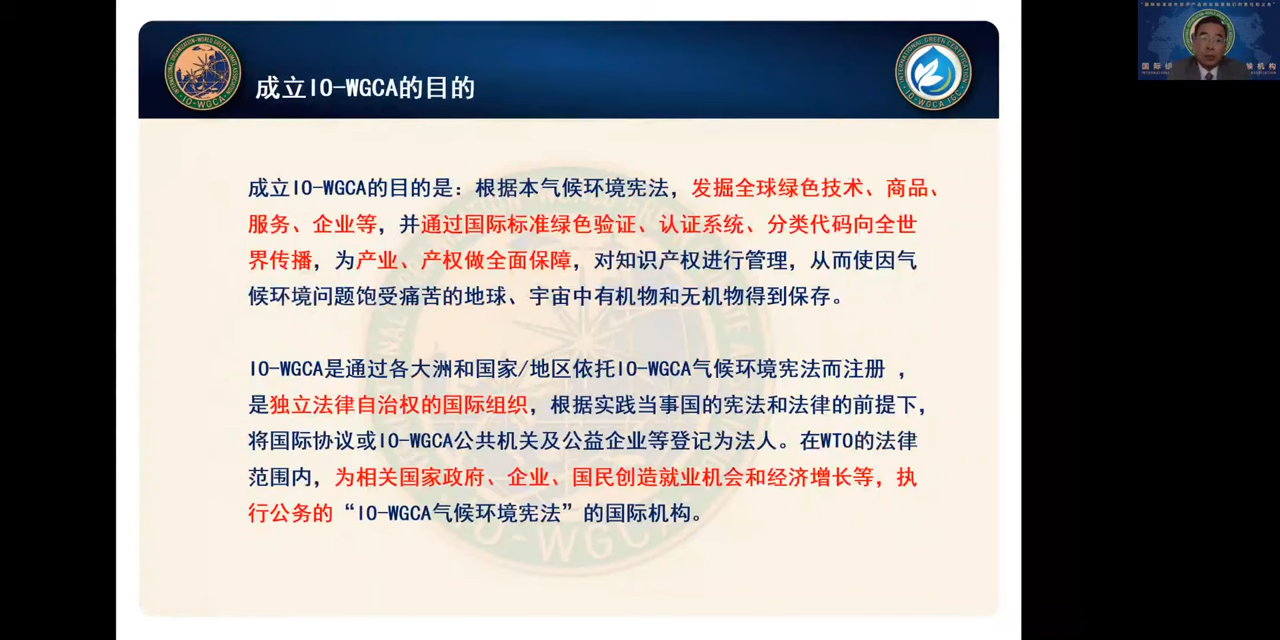 成立IO-WGCA的目的
成立IO-WGCA的目的是：根据本气候环境宪法，发掘全球绿色技术、商品、
服务、企业等，并通过国际标准绿色验证、认证系统、分类代码向全世
界传播，为产业、产权做全面保障，对知识产权进行管理，从而使因气
候环境问题饱受痛苦的地球、宇宙中有机物和无机物得到保存。
IO-WGCA是通过各大洲和国家/地区依托IO-WGCA气候环境宪法而注册 ，
是独立法律自治权的国际组织，根据实践当事国的宪法和法律的前提下，
将国际协议或IO-WGCA公共机关及公益企业等登记为法人。在WTO的法律
范围内，为相关国家政府、企业、国民创造就业机会和经济增长等，执
行公务的“IO-WGCA气候环境宪法”的国际机构。
INTERNATIONAL GREEN CERTIFICATION
IO-WGCA IGC
IO-WGCA